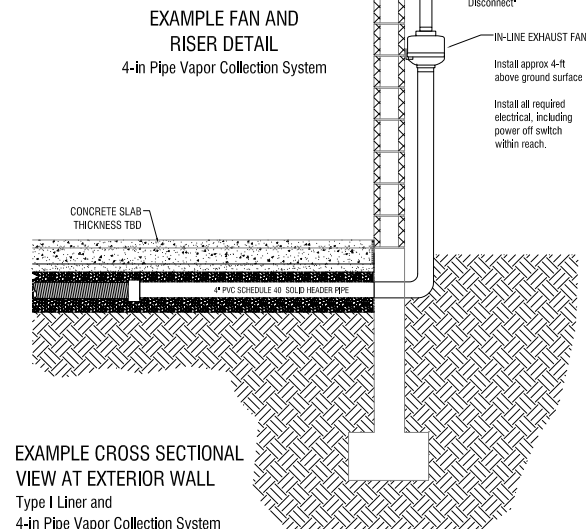 Disconnect"
EXAMPLE FAN AND
RISER DETAIL
4-in Pipe Vapor Collection System
IN-LINE EXHAUST FAN
Install approx 4-ft
above ground surface
Install all required
electrical, including
power off switch
within reach.
CONCRETE SLAB
THICKNESS TBD
4" PVC SCHEDULE 40 SOLID HEADER PIPE
EXAMPLE CROSS SECTIONAL
VIEW AT EXTERIOR WALL
Type I Liner and
4-in Pipe Vapor Collection System